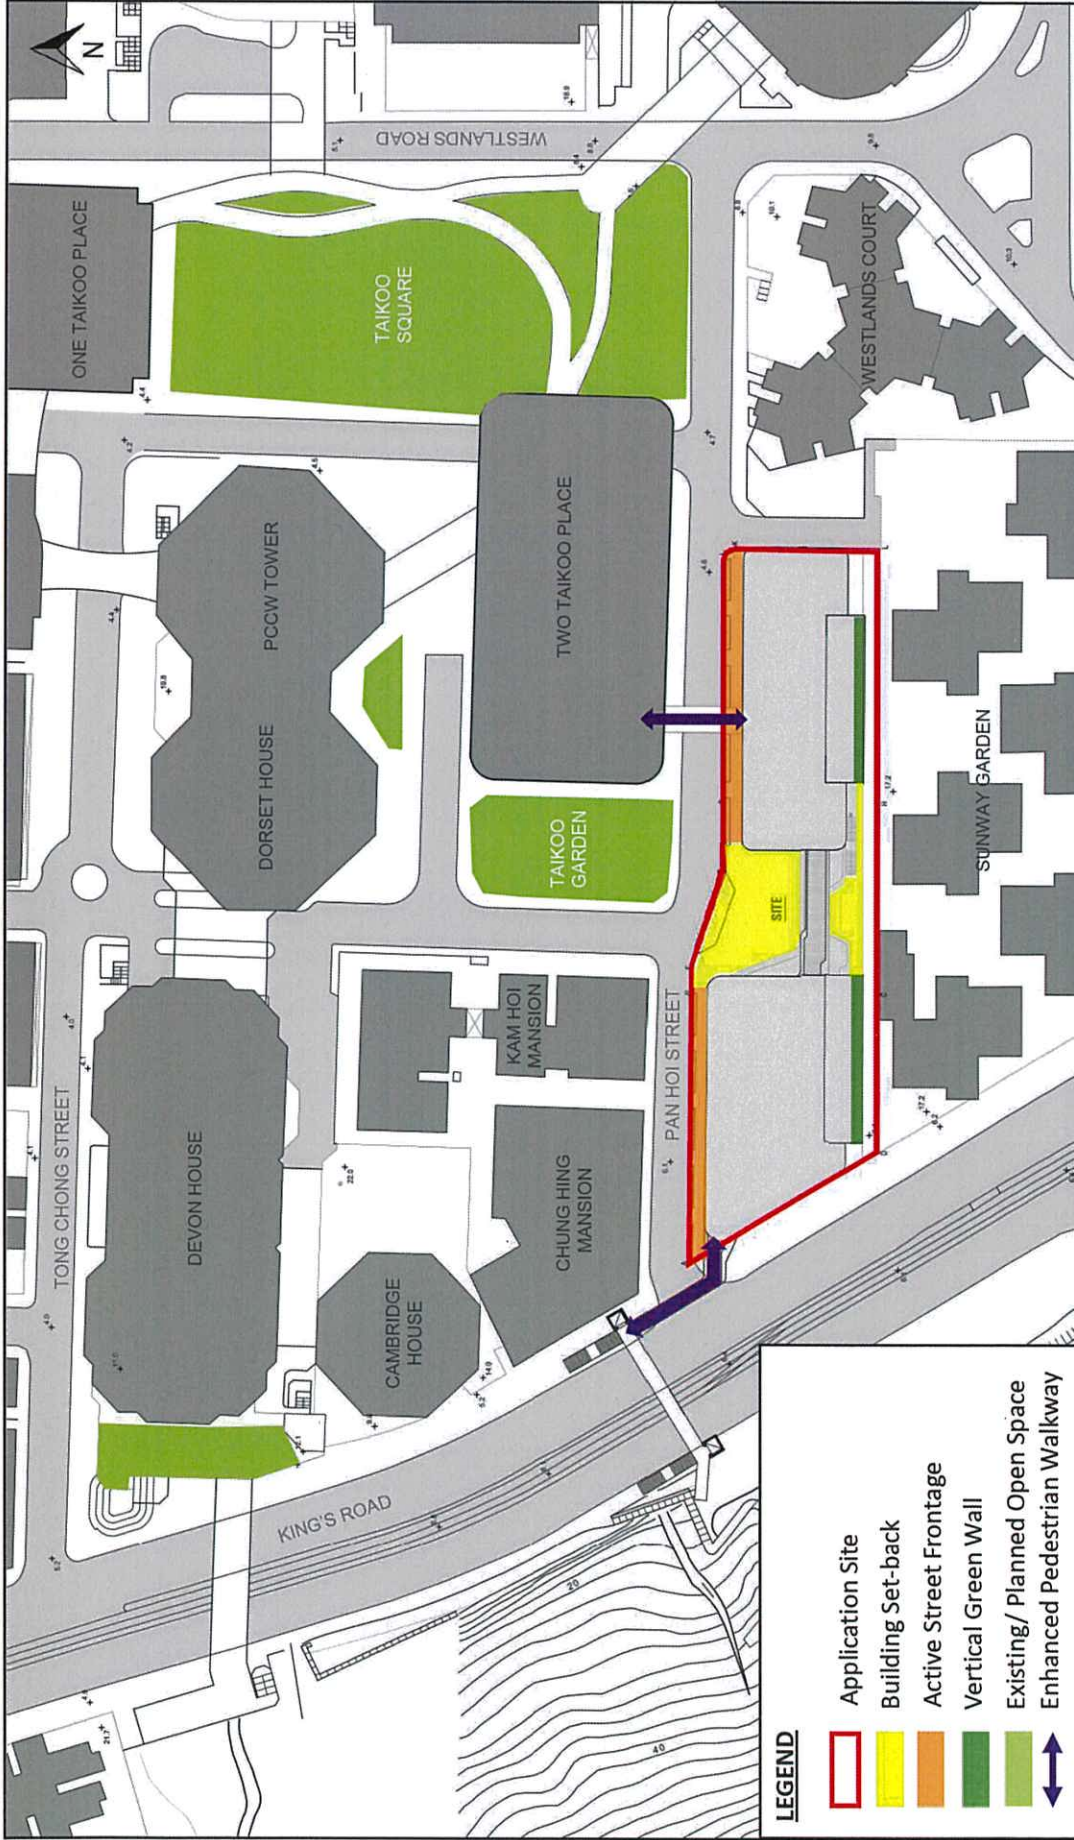 N
ONE TAIKOO PLACE
WESTLANDS ROAD
TAIKOO
SQUARE
PCCW TOWER
DORSET HOUSE
TWO TAIKOO PLACE
TAIKOO
GARDEN
WESTLANDS COURT
TONG CHONG STREET
DEVON HOUSE
KAM HOI
MANSION
CHUNG HING
MANSION
CAMBRIDGE
HOUSE
PAN HOI STREET
SITE
SUNWAY GARDEN
KING'S ROAD
20
40
LEGEND
Application Site
Building Set-back
Active Street Frontage
Vertical Green Wall
Existing/ Planned Open Space
Enhanced Pedestrian Walkway